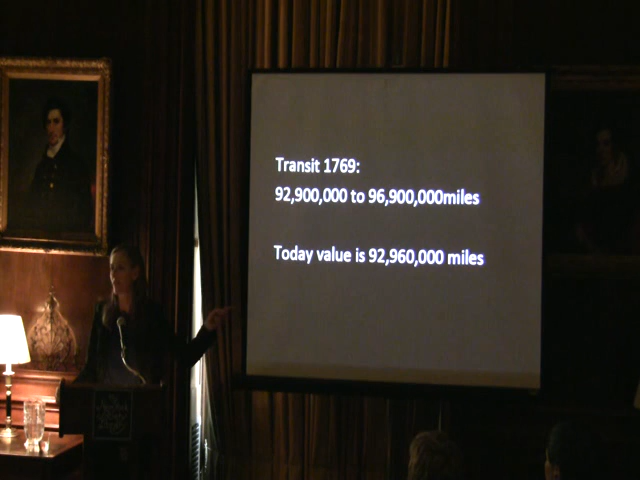 Transit 1769:
92,900,000 to 96,900,000miles
Today value is 92,960,000 miles